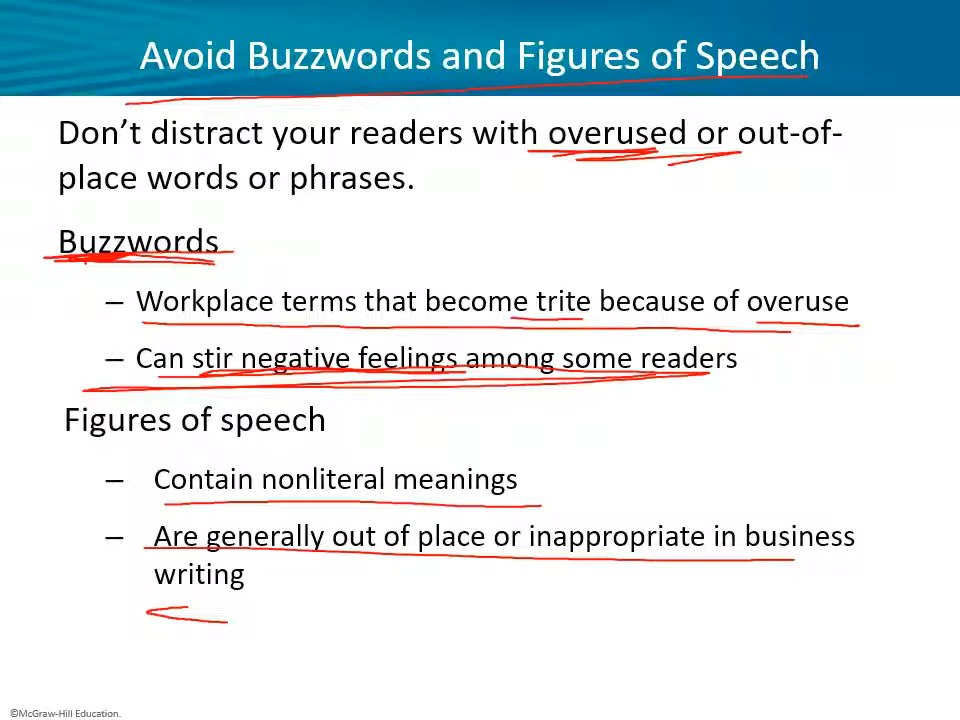 Avoid Buzzwords and Figures of Speech
Don’t distract your readers with overused or out-of-
place words or phrases.
Buzzwords
– Workplace terms that become trite because of overuse
– Can stir negative feelings among some readers
Figures of speech
– Contain nonliteral meanings
– Are generally out of place or inappropriate in business
writing
©McGraw-Hill Education.